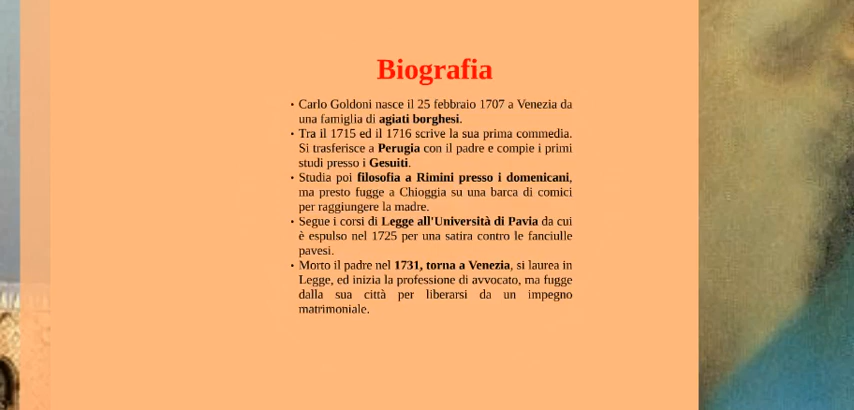 Biografia
• Carlo Goldoni nasce il 25 febbraio 1707 a Venezia da
una famiglia di agiati borghesi.
• Tra il 1715 ed il 1716 scrive la sua prima commedia.
Si trasferisce a Perugia con il padre e compie i primi
studi presso i Gesuiti.
• Studia poi filosofia a Rimini presso i domenicani,
ma presto fugge a Chioggia su una barca di comici
per raggiungere la madre.
• Segue i corsi di Legge all'Università di Pavia da cui
è espulso nel 1725 per una satira contro le fanciulle
pavesi.
• Morto il padre nel 1731, torna a Venezia, si laurea in
Legge, ed inizia la professione di avvocato, ma fugge
dalla sua città per liberarsi da un impegno
matrimoniale.